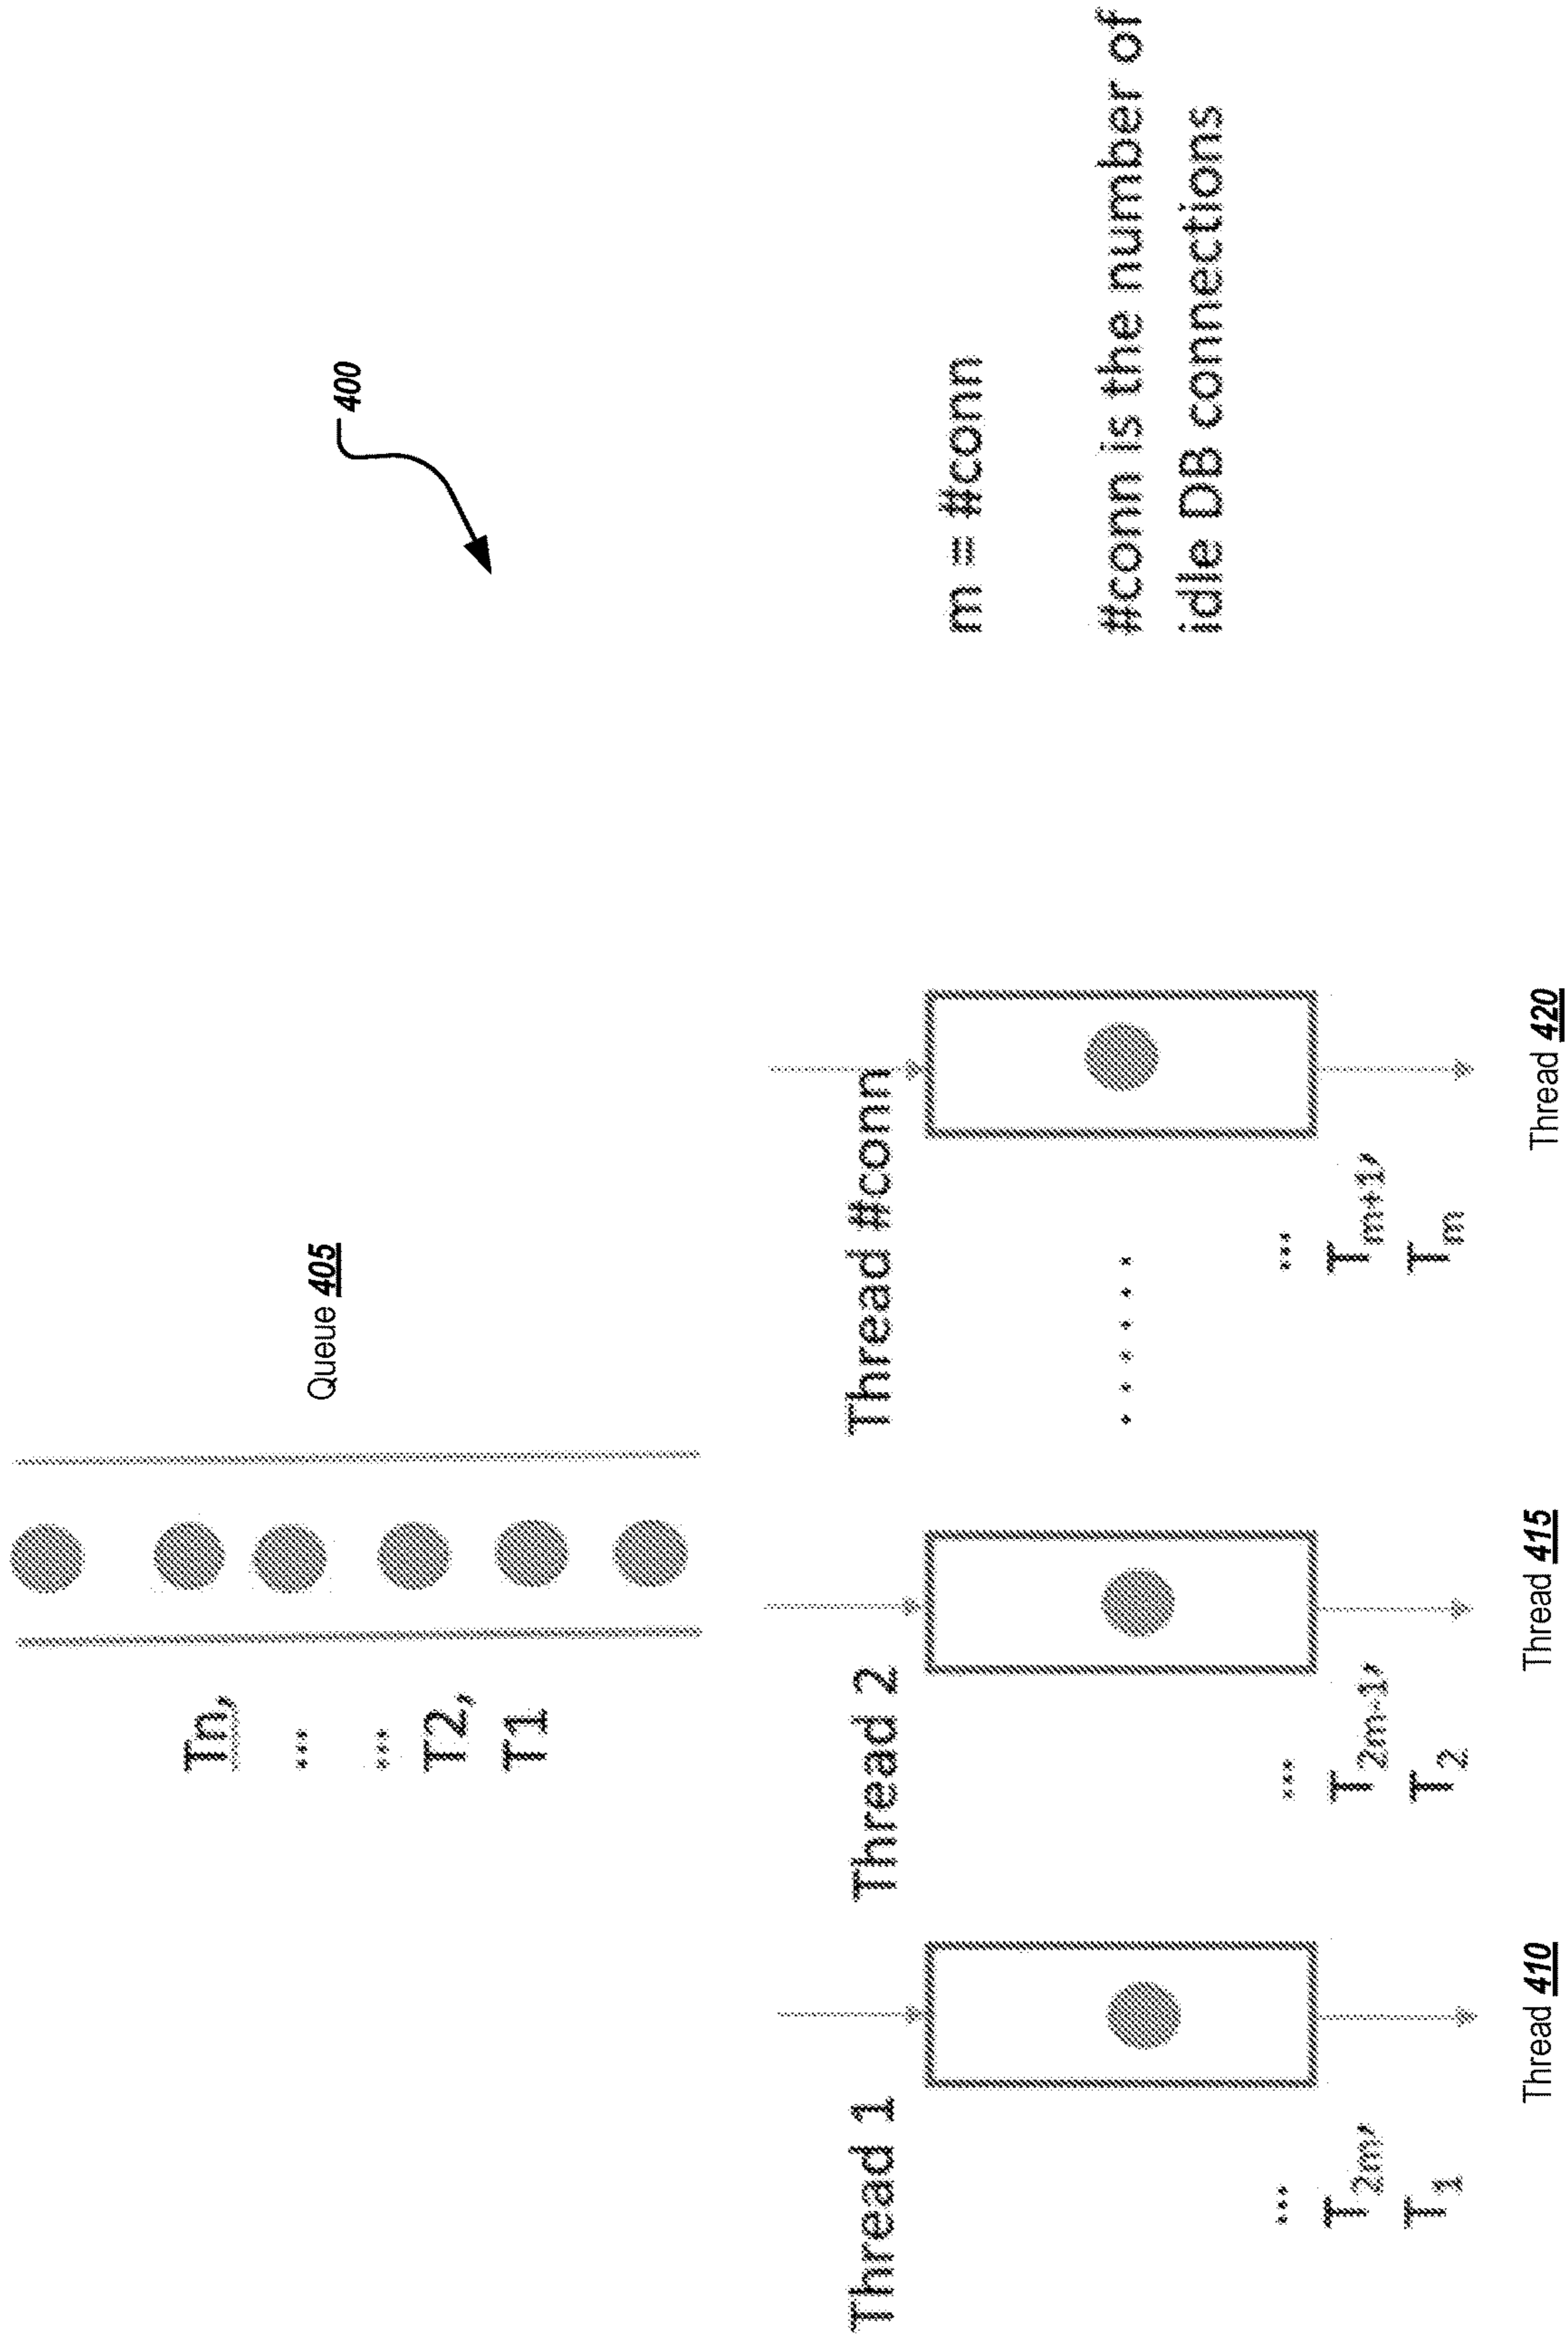 400
Queue 405
Tn,
...
...
T2,
T1
Thread 1
Thread 2
Thread #conn
m = #conn
#conn is the number of
idle DB connections
......
...
T2m,
T1
...
T2m-1,
T2
...
Tm+1,
Tm
Thread 410
Thread 415
Thread 420